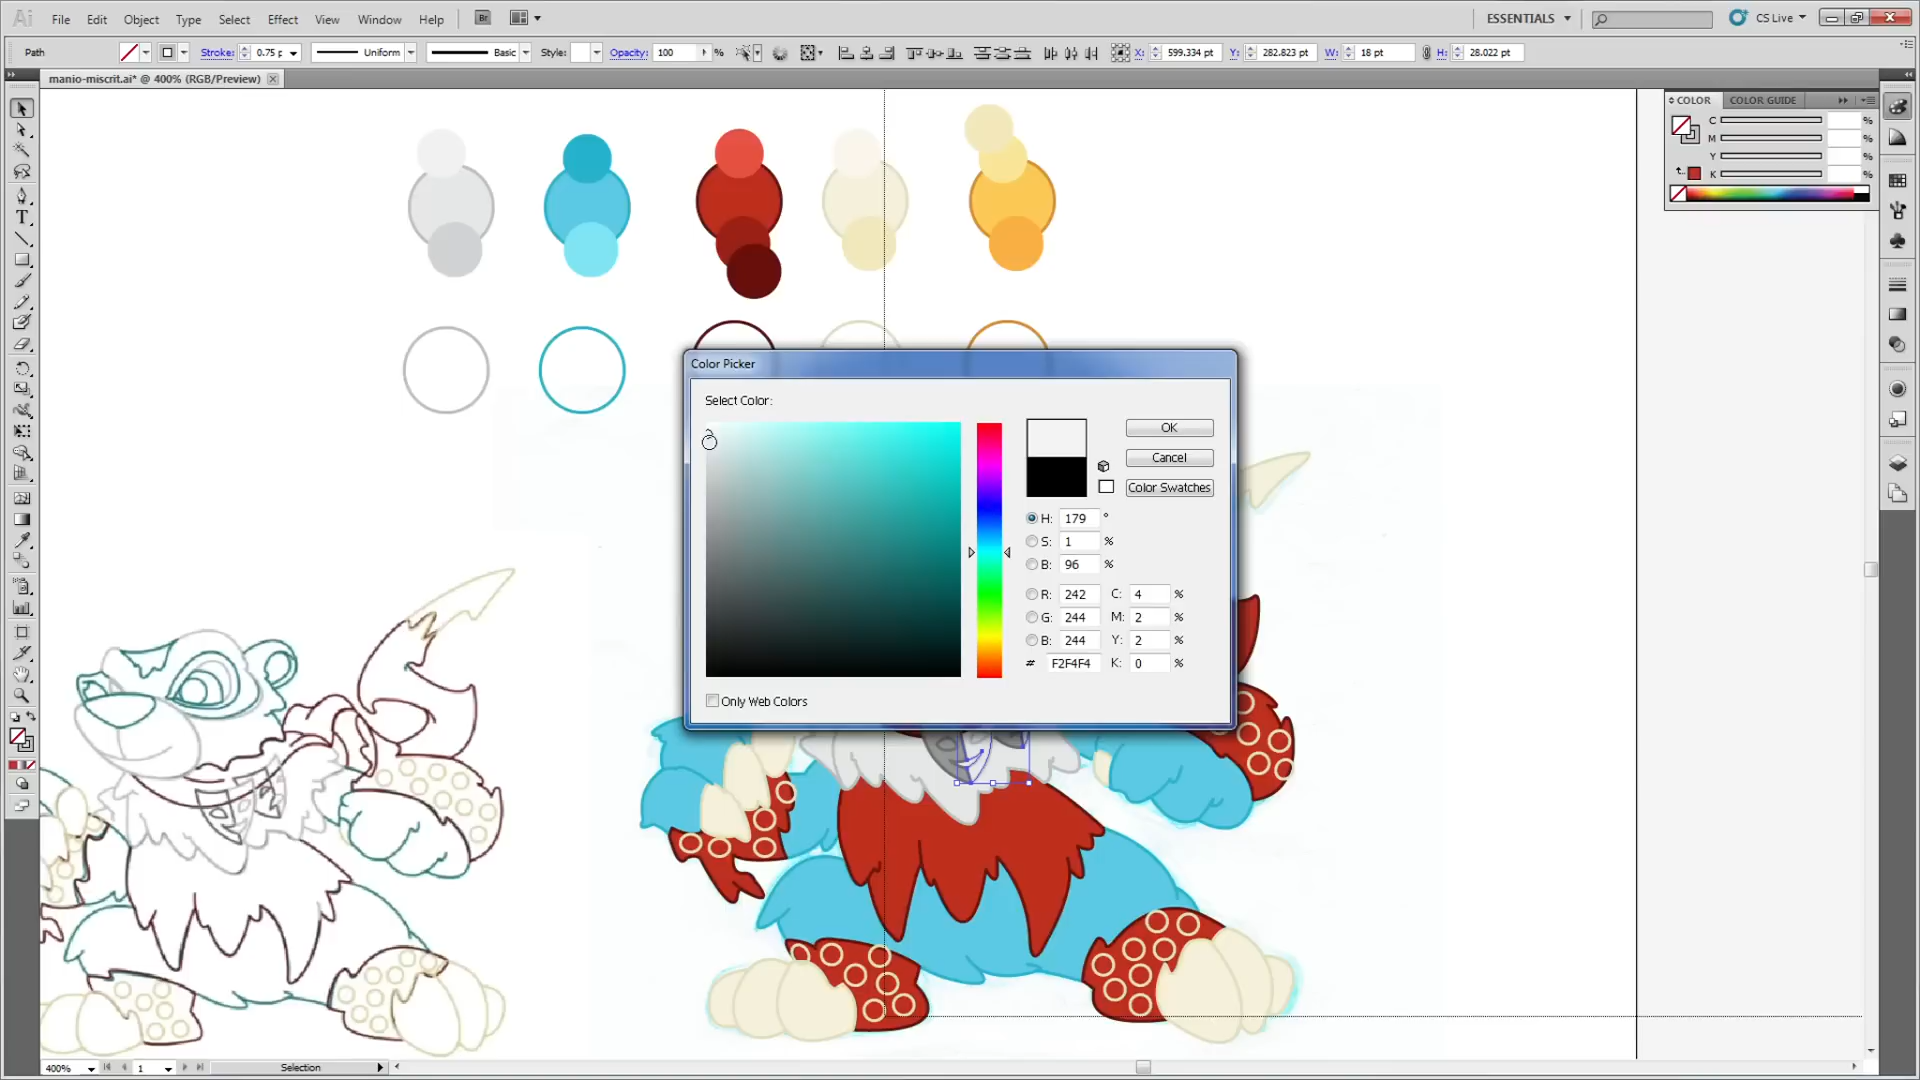 Ai File Edit Object Type Select Effect View Window Help Br ESSENTIALS CS Live
Path Stroke: 0.75 p Uniform Basic Style: Opacity: 100 % X: 599.334 pt Y: 282.823 pt W: 18 pt H: 28.022 pt
manio-miscrit.ai* @ 400% (RGB/Preview)
COLOR COLOR GUIDE
C %
M %
Y %
K %
T
Color Picker
Select Color:
OK
Cancel
Color Swatches
H: 179 °
S: 1 %
B: 96 %
R: 242 C: 4 %
G: 244 M: 2 %
B: 244 Y: 2 %
# F2F4F4 K: 0 %
Only Web Colors
400% 1 Selection